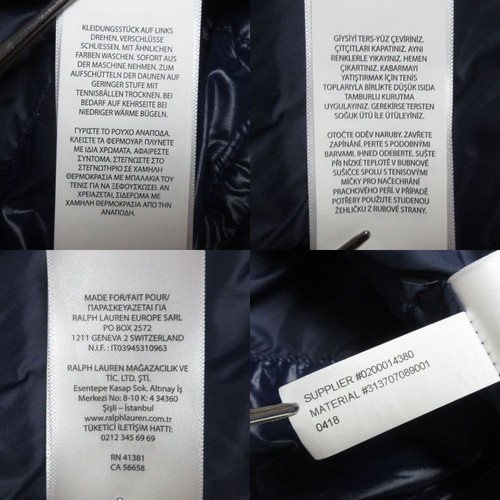 KLEIDUNGSSTÜCK AUF LINKS
DREHEN. VERSCHLÜSSE
SCHLIESSEN. MIT ÄHNLICHEN
FARBEN WASCHEN. SOFORT AUS
DER MASCHINE NEHMEN. ZUM
AUFSCHÜTTELN DER DAUNEN AUF
GERINGER STUFE MIT
TENNISBÄLLEN TROCKNEN. BEI
BEDARF AUF KEHRSEITE BEI
NIEDRIGER WÄRME BÜGELN.
ΓΥΡΙΣΤΕ ΤΟ ΡΟΥΧΟ ΑΝΑΠΟΔΑ.
ΚΛΕΙΣΤΕ ΤΑ ΦΕΡΜΟΥΑΡ. ΠΛΥΝΕΤΕ
ΜΕ ΙΔΙΑ ΧΡΩΜΑΤΑ. ΑΦΑΙΡΕΣΤΕ
ΣΥΝΤΟΜΑ. ΣΤΕΓΝΩΣΤΕ ΣΤΟ
ΣΤΕΓΝΩΤΗΡΙΟ ΣΕ ΧΑΜΗΛΗ
ΘΕΡΜΟΚΡΑΣΙΑ ΜΕ ΜΠΑΛΑΚΙΑ ΤΟΥ
ΤΕΝΙΣ ΓΙΑ ΝΑ ΞΕΦΟΥΣΚΩΣΕΙ. ΑΝ
ΧΡΕΙΑΖΕΤΑΙ, ΣΙΔΕΡΩΜΑ ΣΕ
ΧΑΜΗΛΗ ΘΕΡΜΟΚΡΑΣΙΑ ΑΠΟ ΤΗΝ
ΑΝΑΠΟΔΗ.
GİYSİYİ TERS-YÜZ ÇEVİRİNİZ.
ÇITÇITLARI KAPATINIZ. AYNI
RENKLERLE YIKAYINIZ. HEMEN
ÇIKARTINIZ. KABARMAYI
YATIŞTIRMAK İÇİN TENİS
TOPLARIYLA BİRLİKTE DÜŞÜK ISIDA
TAMBURLU KURUTMA
UYGULAYINIZ. GEREKİRSE TERSTEN
SOĞUK ÜTÜ İLE ÜTÜLEYİNİZ.
OTOČTE ODĚV NARUBY. ZAVŘETE
ZAPÍNÁNÍ. PERTE S PODOBNÝMI
BARVAMI. IHNED ODEBERTE. SUŠTE
PŘI NÍZKÉ TEPLOTĚ V BUBNOVÉ
SUŠIČCE SPOLU S TENISOVÝMI
MÍČKY PRO NAČECHRÁNÍ
PRACHOVÉHO PEŘÍ. V PŘÍPADĚ
POTŘEBY POUŽIJTE STUDENOU
ŽEHLIČKU Z RUBOVÉ STRANY.
MADE FOR/FAIT POUR/
ΠΑΡΑΣΚΕΥΑΖΕΤΑΙ ΓΙΑ
RALPH LAUREN EUROPE SARL
PO BOX 2572
1211 GENEVA 2 SWITZERLAND
N.I.F. : IT03945310963
RALPH LAUREN MAĞAZACILIK VE
TİC. LTD. ŞTİ.
Esentepe Kasap Sok. Altınay İş
Merkezi No: 8-10 K: 4 34360
Şişli – İstanbul
www.ralphlauren.com
TÜKETİCİ İLETİŞİM HATTI:
0212 345 69 69
RN 41381
CA 56658
SUPPLIER #0200014380
MATERIAL #313707089001
0418